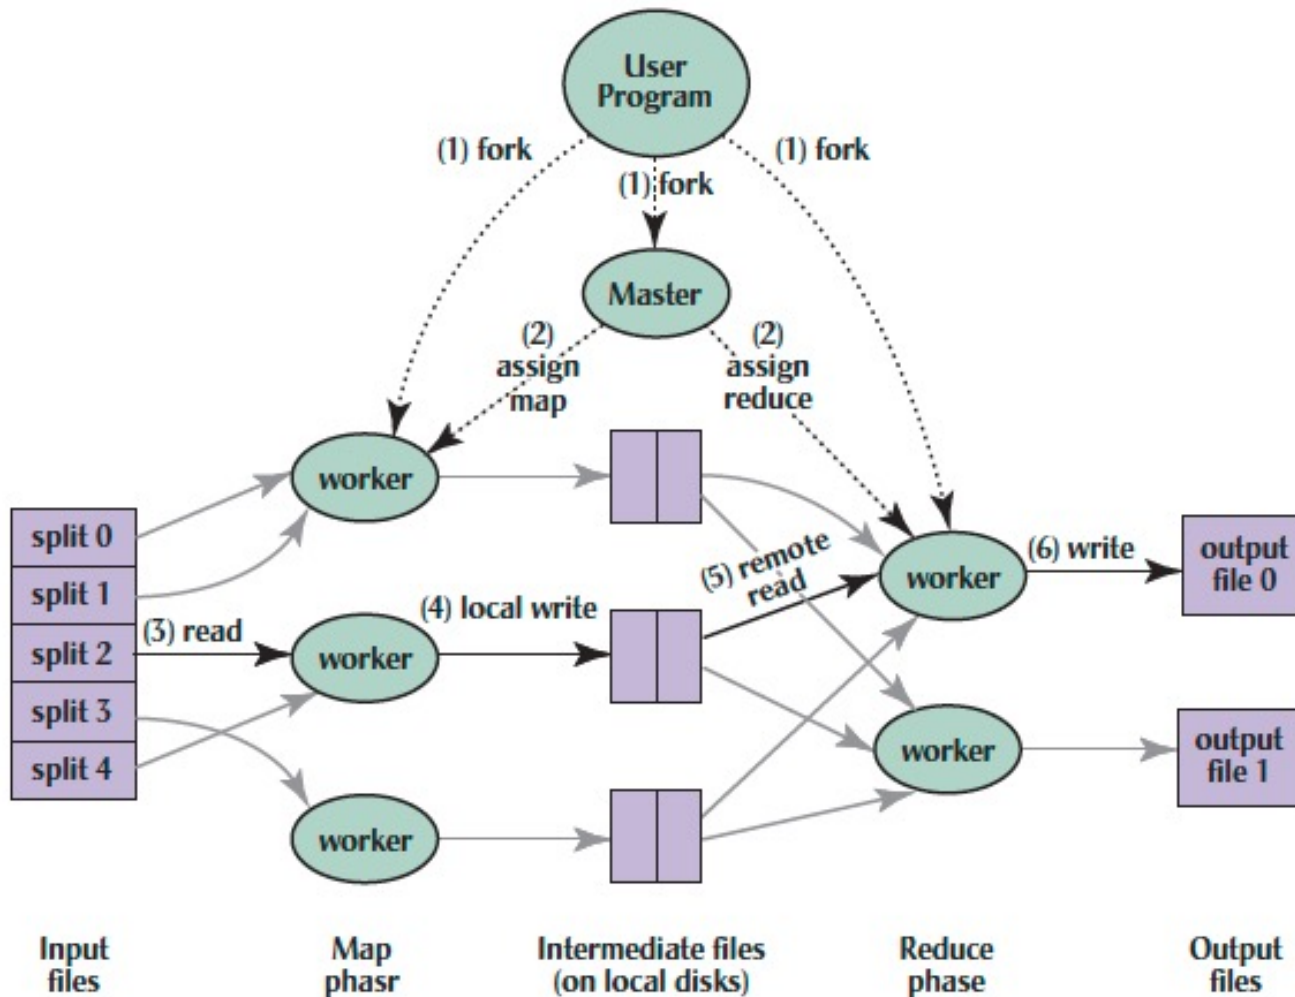 User
Program
(1) fork
(1) fork
(1) fork
Master
(2)
assign
map
(2)
assign
reduce
worker
split 0
split 1
split 2
split 3
split 4
(3) read
worker
(4) local write
(5) remote
read
worker
(6) write
output
file 0
worker
output
file 1
worker
Input
files
Map
phasr
Intermediate files
(on local disks)
Reduce
phase
Output
files